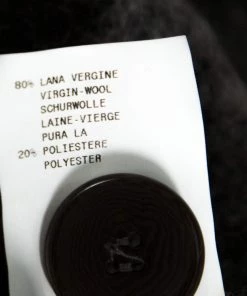 80% LANA VERGINE
VIRGIN-WOOL
SCHURWOLLE
LAINE-VIERGE
PURA LA
20% POLIESTERE
POLYESTER